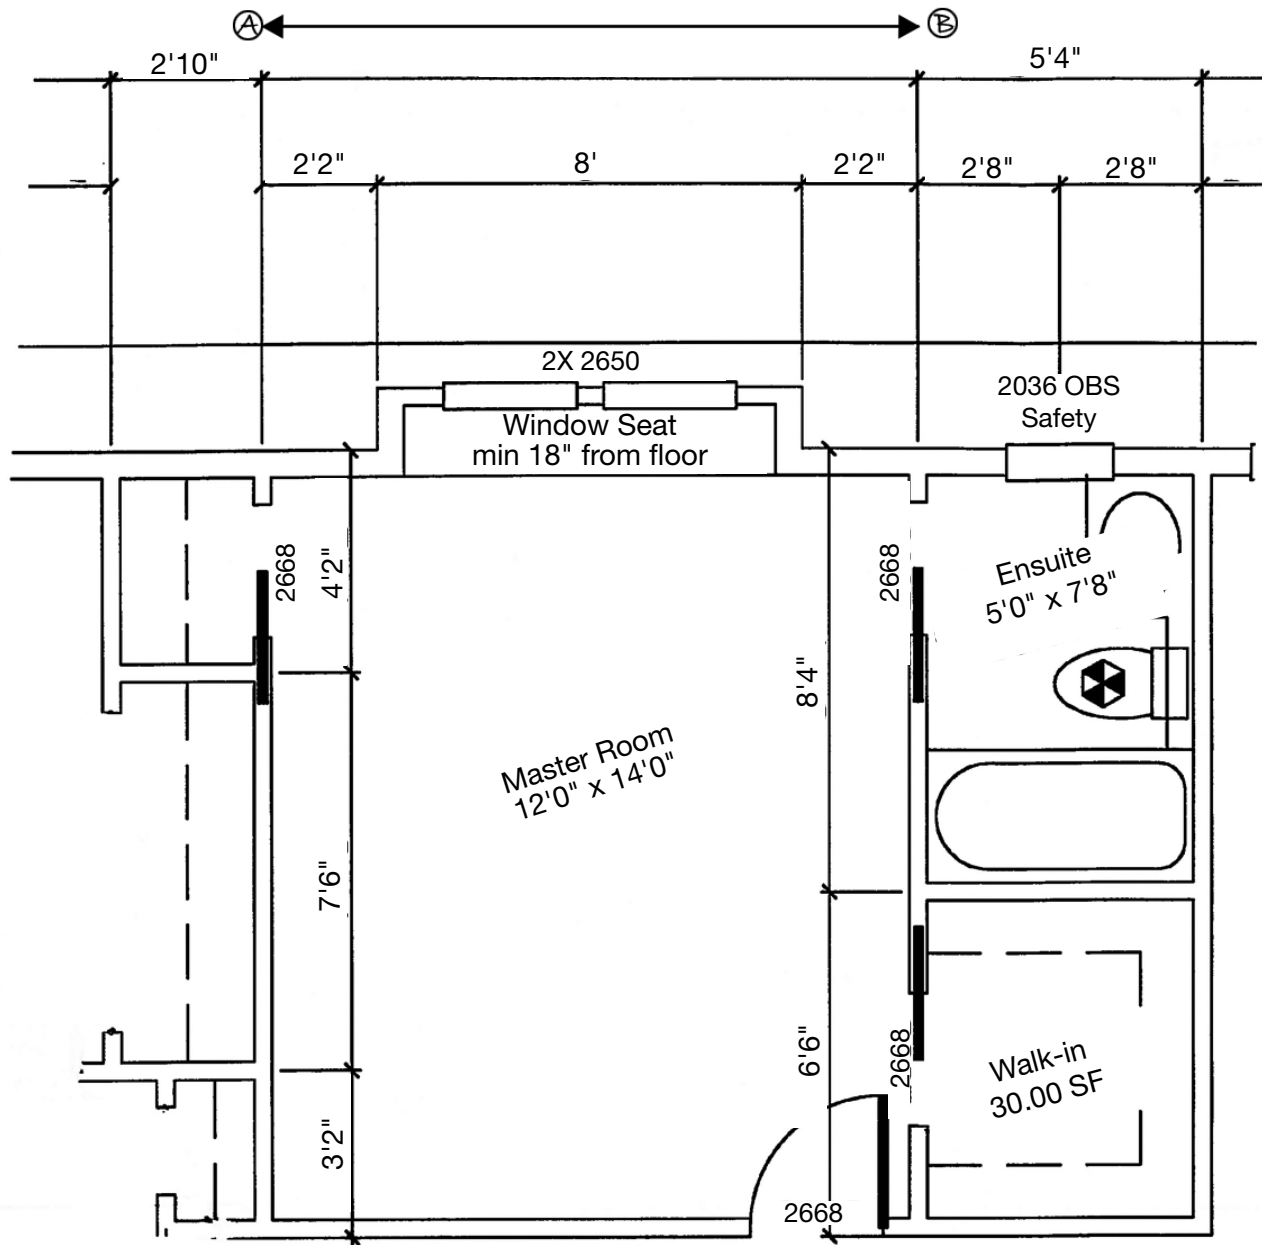 A
B
2'10"
5'4"
2'2"
8'
2'2"
2'8"
2'8"
2X 2650
2036 OBS
Safety
Window Seat
min 18" from floor
2668
4'2"
2668
Ensuite
5'0" x 7'8"
8'4"
Master Room
12'0" x 14'0"
7'6"
6'6"
2668
Walk-in
30.00 SF
3'2"
2668